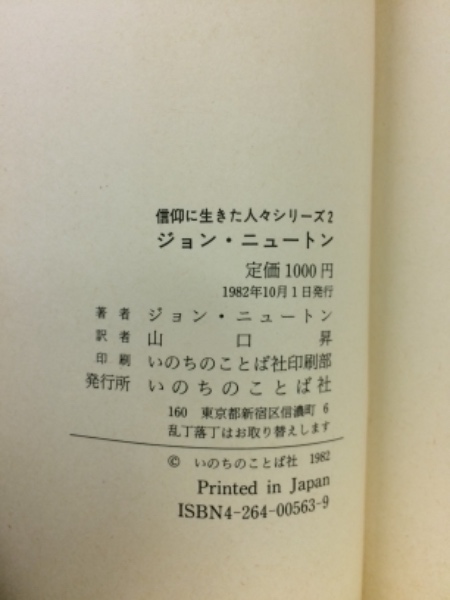 信仰に生きた人々シリーズ2
ジョン・ニュートン
定価1000円
1982年10月1日発行
著者 ジョン・ニュートン
訳者 山口昇
印刷 いのちのことば社印刷部
発行所 いのちのことば社
160 東京都新宿区信濃町 6
乱丁落丁はお取り替えします
© いのちのことば社 1982
Printed in Japan
ISBN4-264-00563-9